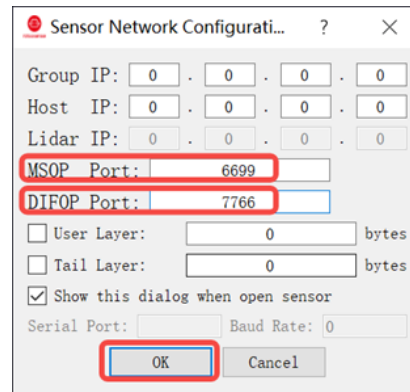 Sensor Network Configurati... ? ×
Group IP: 0 . 0 . 0 . 0
Host IP: 0 . 0 . 0 . 0
Lidar IP: 0 . 0 . 0 . 0
MSOP Port: 6699
DIFOP Port: 7766
User Layer: 0 bytes
Tail Layer: 0 bytes
Show this dialog when open sensor
Serial Port: Baud Rate: 0
OK Cancel